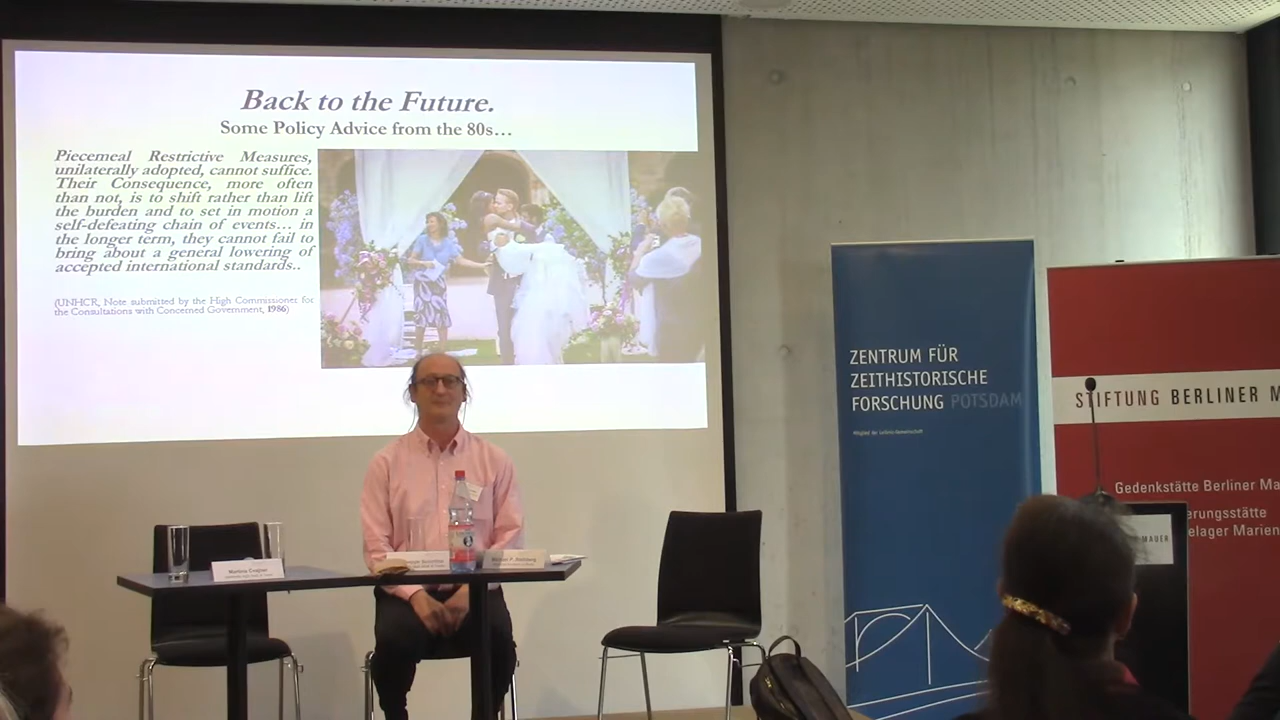 Back to the Future.
Some Policy Advice from the 80s…
Piecemeal Restrictive Measures,
unilaterally adopted, cannot suffice.
Their Consequence, more often
than not, is to shift rather than lift
the burden and to set in motion a
self-defeating chain of events… in
the longer term, they cannot fail to
bring about a general lowering of
accepted international standards..
(UNHCR, Note submitted by the High Commissioner for
the Consultations with Concerned Government, 1986)
ZENTRUM FÜR
ZEITHISTORISCHE
FORSCHUNG POTSDAM
Mitglied der Leibniz-Gemeinschaft
STIFTUNG BERLINER M
Gedenkstätte Berliner Ma
erungsstätte
elager Marien
MAUER